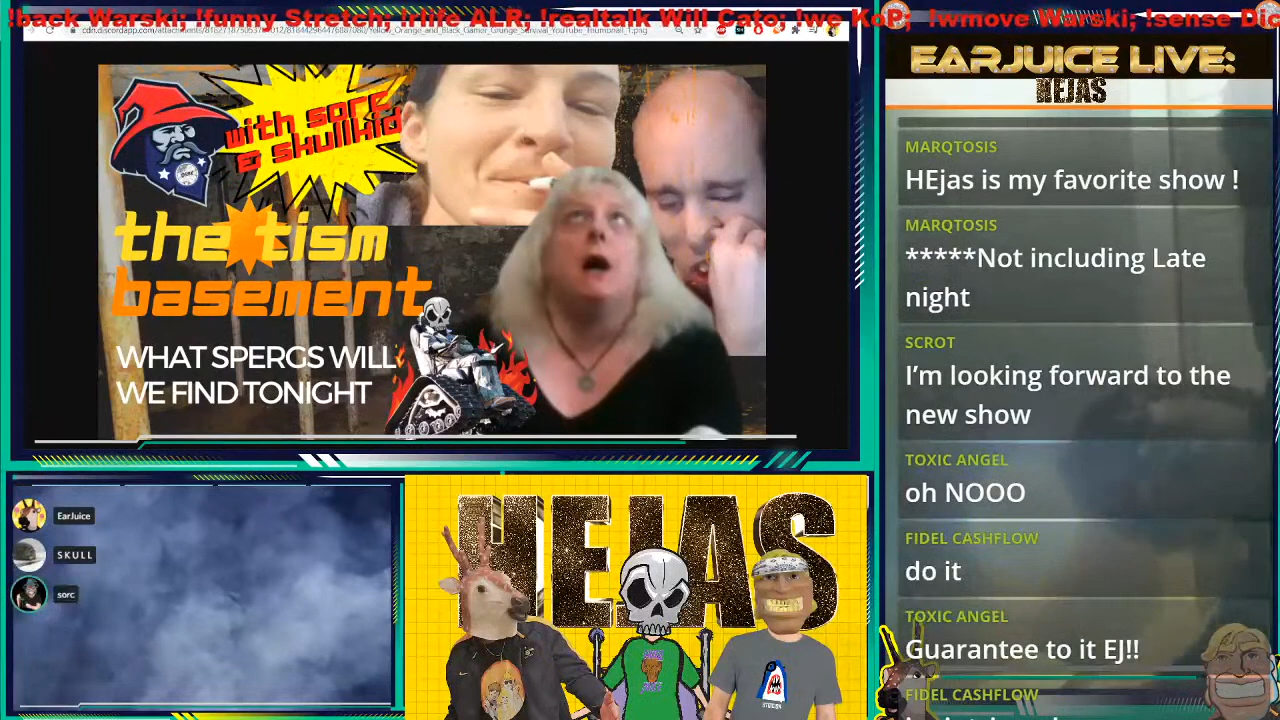 !back Warski; !funny Stretch; !rlife ALR, !realtalk Will Cato; !we KoP; !wmove Warski; !sense Dic
EARJUICE LIVE:
HEJAS
with sorc
& skullkid
the tism
basement
WHAT SPERGS WILL
WE FIND TONIGHT
MARQTOSIS
HEjas is my favorite show !
MARQTOSIS
*****Not including Late
night
SCROT
I'm looking forward to the
new show
TOXIC ANGEL
oh NOOO
FIDEL CASHFLOW
do it
TOXIC ANGEL
Guarantee to it EJ!!
FIDEL CASHFLOW
EarJuice
SKULL
sorc
HEJAS